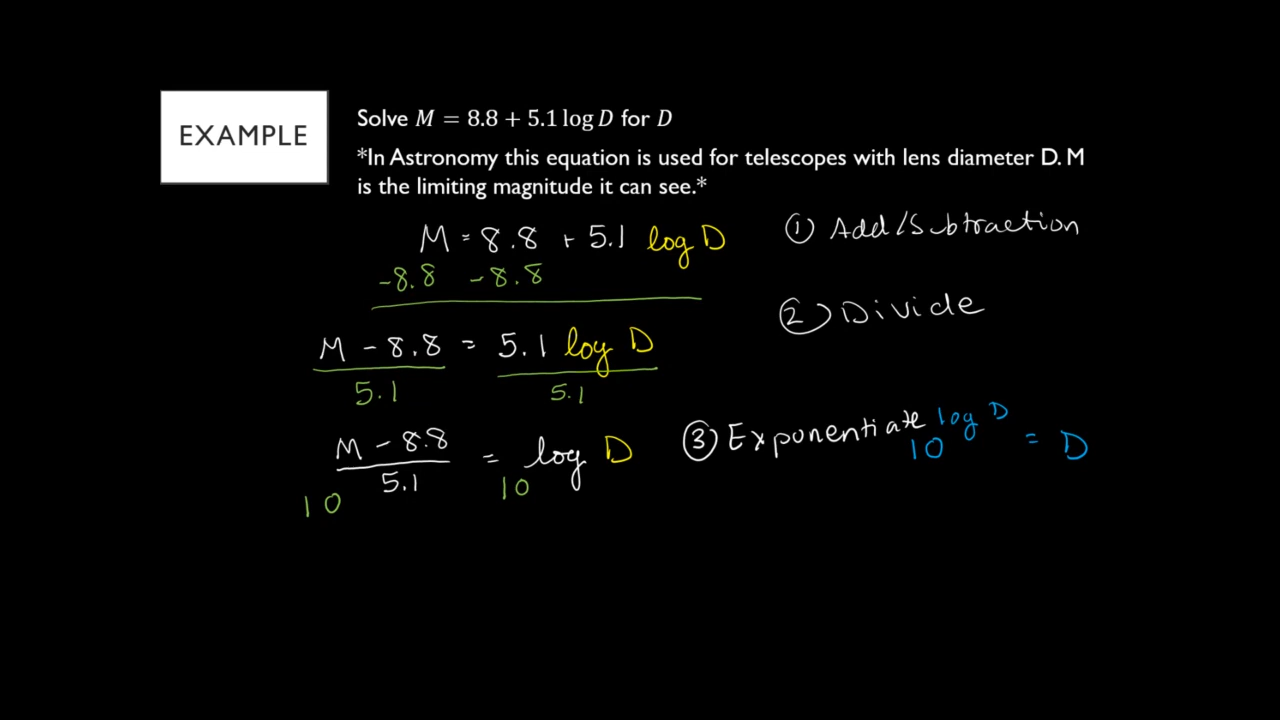 EXAMPLE
Solve M = 8.8 + 5.1 log D for D
*In Astronomy this equation is used for telescopes with lens diameter D. M
is the limiting magnitude it can see.*
M = 8.8 + 5.1 log D
-8.8 -8.8
M - 8.8 = 5.1 log D
5.1 5.1
M - 8.8 = log D
5.1
10 10
① Add/Subtraction
② Divide
③ Exponentiate 10^log D = D